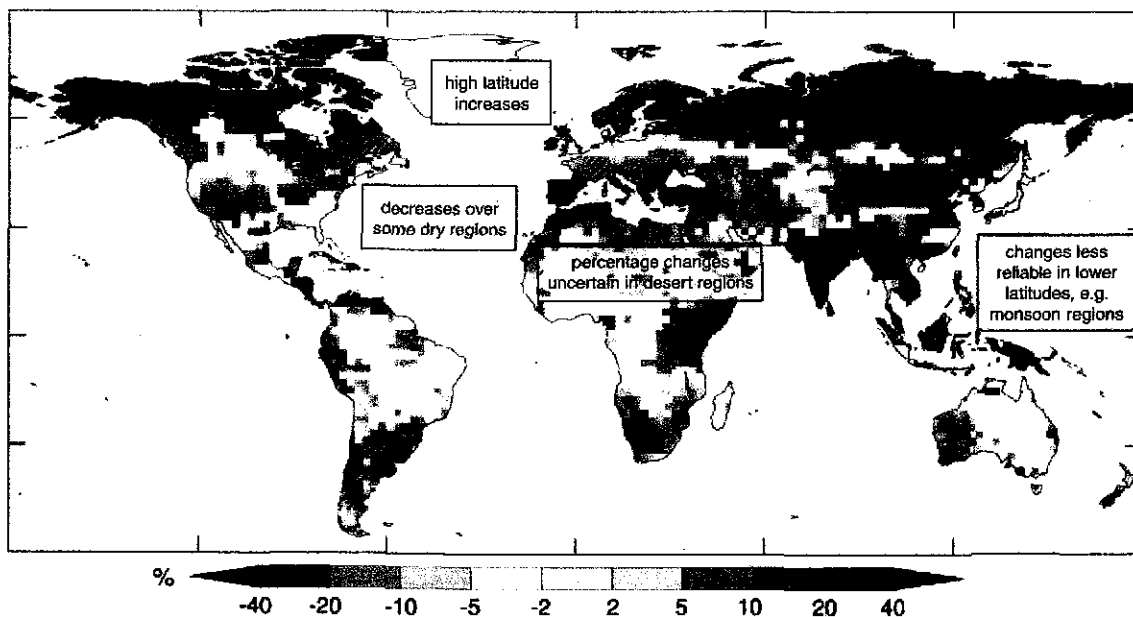 high latitude
increases
decreases over
some dry regions
percentage changes
uncertain in desert regions
changes less
reliable in lower
latitudes, e.g.
monsoon regions
%
-40 -20 -10 -5 -2 2 5 10 20 40